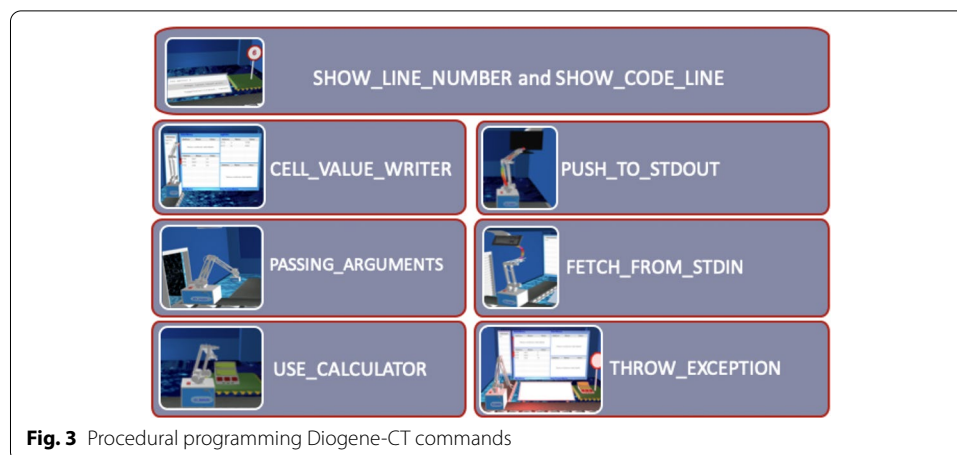 SHOW_LINE_NUMBER and SHOW_CODE_LINE
CELL_VALUE_WRITER
PUSH_TO_STDOUT
PASSING_ARGUMENTS
FETCH_FROM_STDIN
USE_CALCULATOR
THROW_EXCEPTION
Fig. 3 Procedural programming Diogene-CT commands